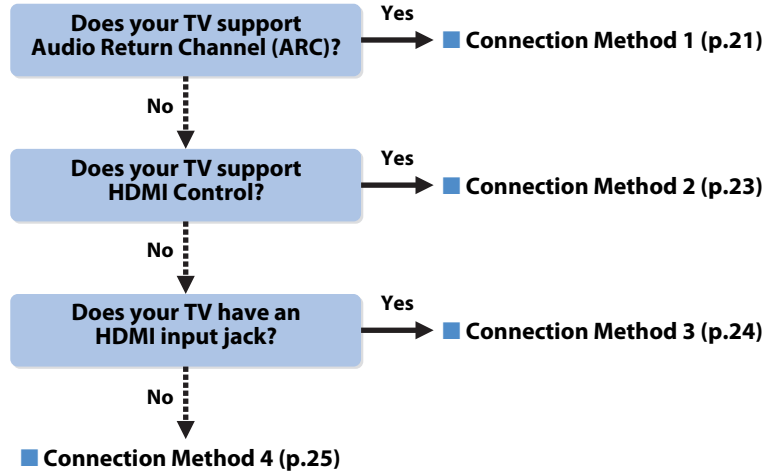 Does your TV support
Audio Return Channel (ARC)?
Yes
Connection Method 1 (p.21)
No
Does your TV support
HDMI Control?
Yes
Connection Method 2 (p.23)
No
Does your TV have an
HDMI input jack?
Yes
Connection Method 3 (p.24)
No
Connection Method 4 (p.25)